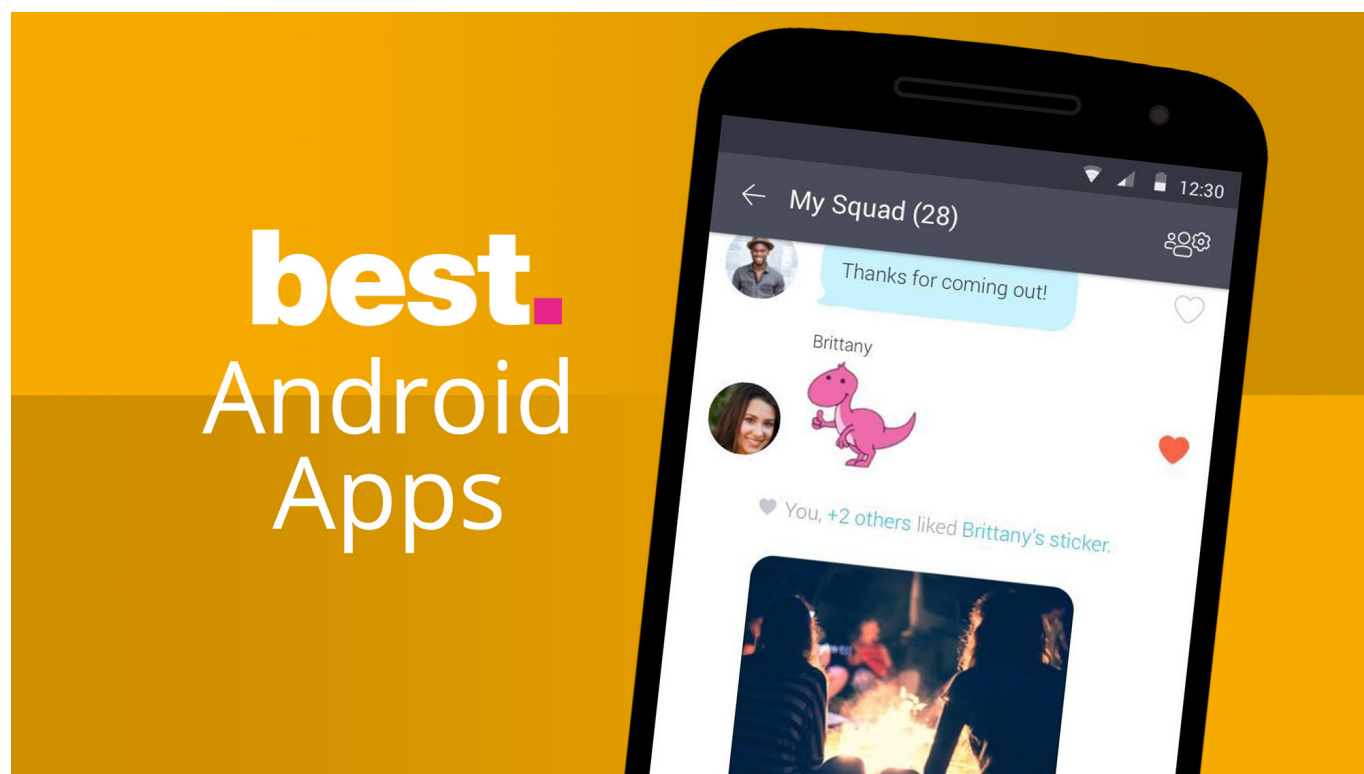 best.
Android
Apps
12:30
My Squad (28)
Thanks for coming out!
Brittany
You, +2 others liked Brittany's sticker.